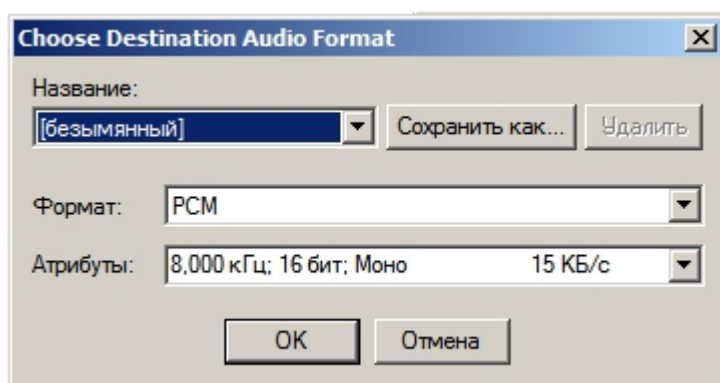 Choose Destination Audio Format
Название:
[безымянный] Сохранить как... Удалить
Формат: PCM
Атрибуты: 8,000 кГц; 16 бит; Моно 15 КБ/с
OK Отмена